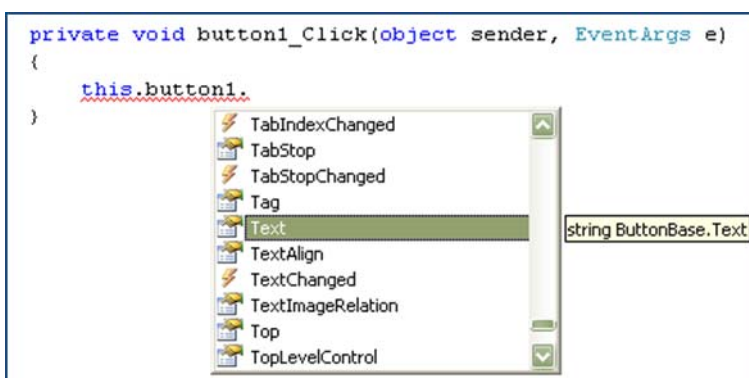 private void button1_Click(object sender, EventArgs e)
{
this.button1.
}
TabIndexChanged
TabStop
TabStopChanged
Tag
Text
string ButtonBase.Text
TextAlign
TextChanged
TextImageRelation
Top
TopLevelControl